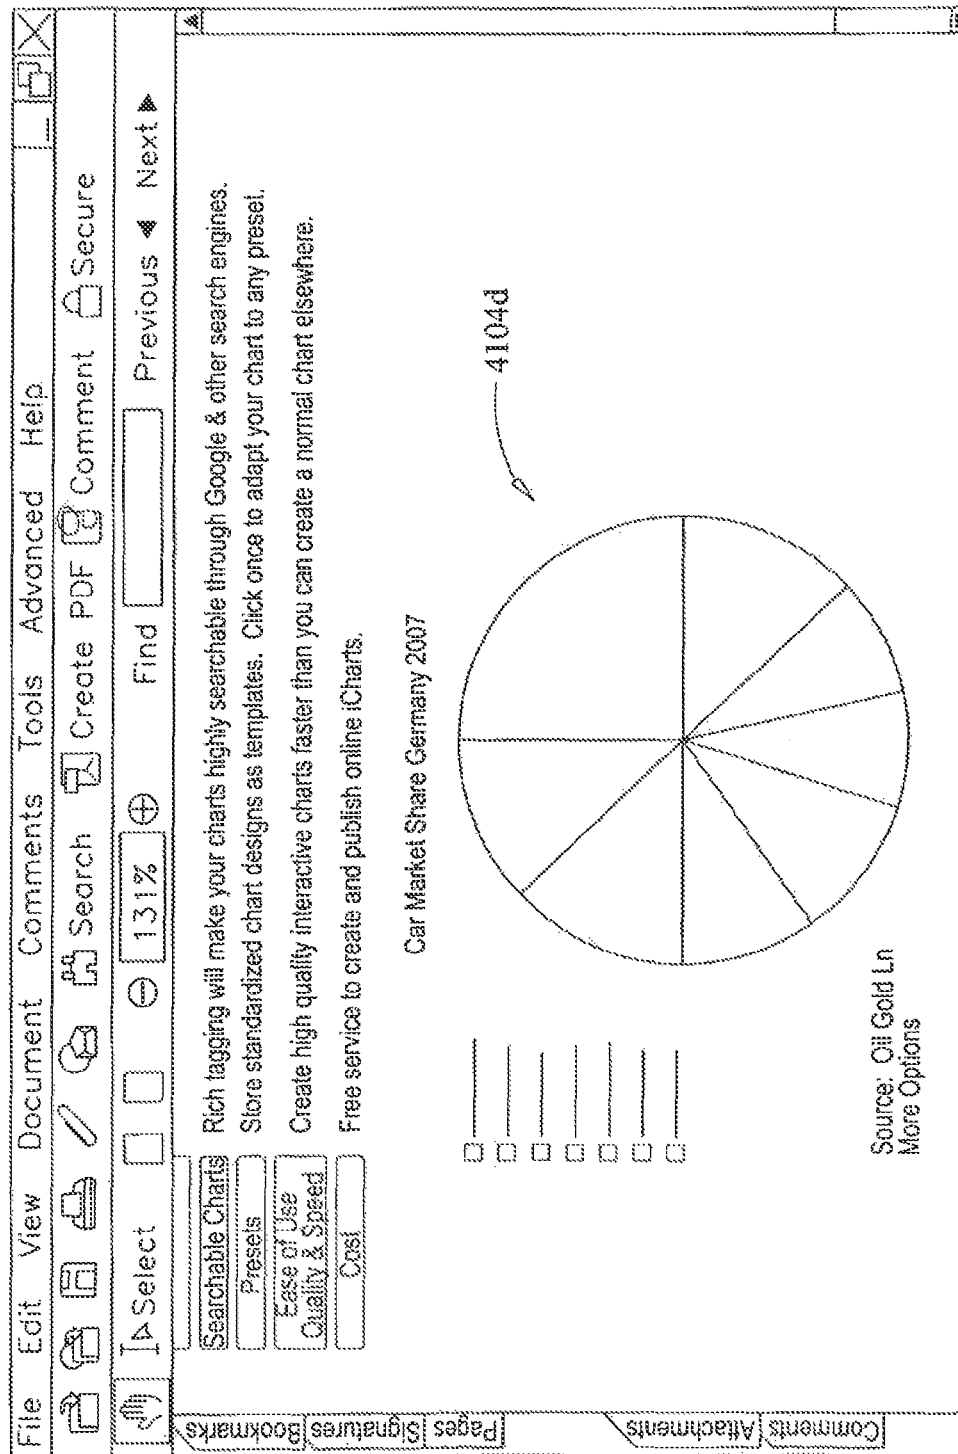 File Edit View Document Comments Tools Advanced Help
Search Create PDF Comment Secure
Select 131% Find Previous Next
Searchable Charts Rich tagging will make your charts highly searchable through Google & other search engines.
Presets Store standardized chart designs as templates. Click once to adapt your chart to any preset.
Ease of Use
Quality & Speed Create high quality interactive charts faster than you can create a normal chart elsewhere.
Cost Free service to create and publish online iCharts.
Bookmarks
Signatures
Pages
Attachments
Comments
Car Market Share Germany 2007
4104d
Source: Oil Gold Ln
More Options